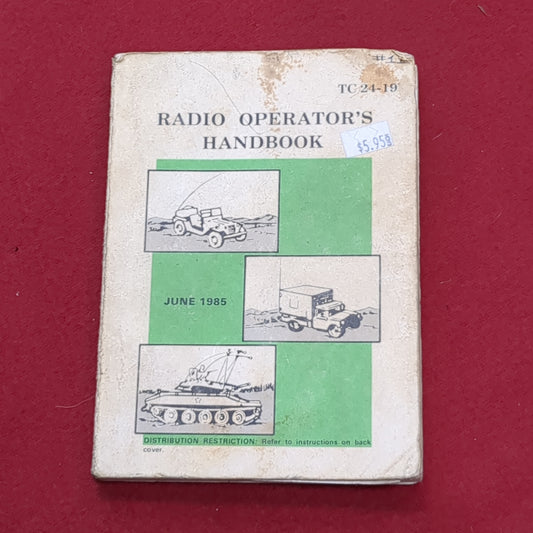 TC 24-19
RADIO OPERATOR'S
HANDBOOK
$5.95
JUNE 1985
DISTRIBUTION RESTRICTION: Refer to instructions on back
cover.